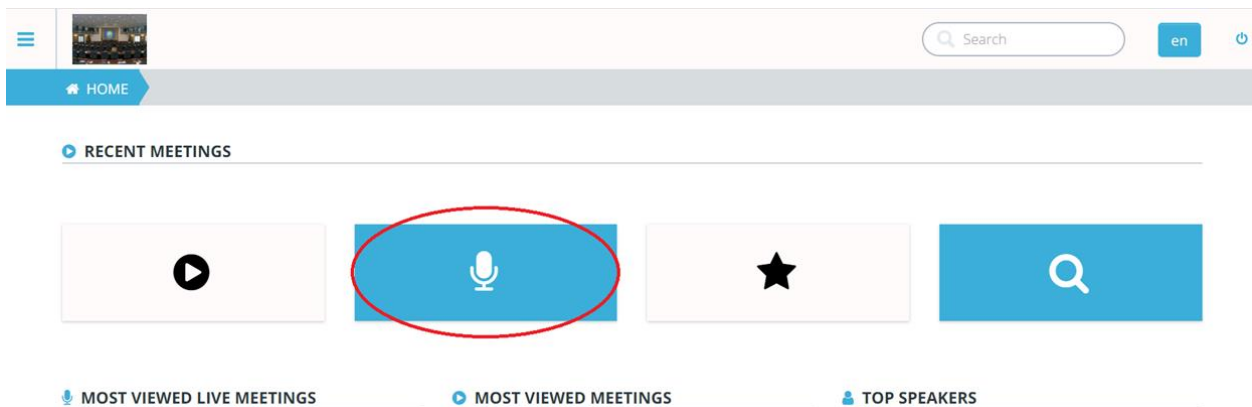 Search
en
HOME
RECENT MEETINGS
MOST VIEWED LIVE MEETINGS
MOST VIEWED MEETINGS
TOP SPEAKERS